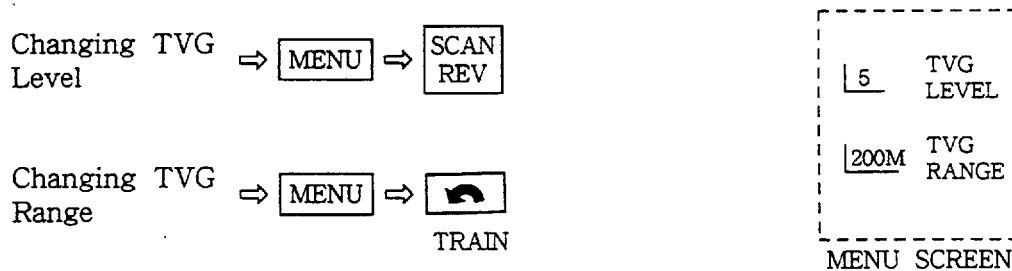 Changing TVG
Level
⇒ MENU ⇒ SCAN
REV
Changing TVG
Range
⇒ MENU ⇒
TRAIN
5 TVG
LEVEL
200M TVG
RANGE
MENU SCREEN